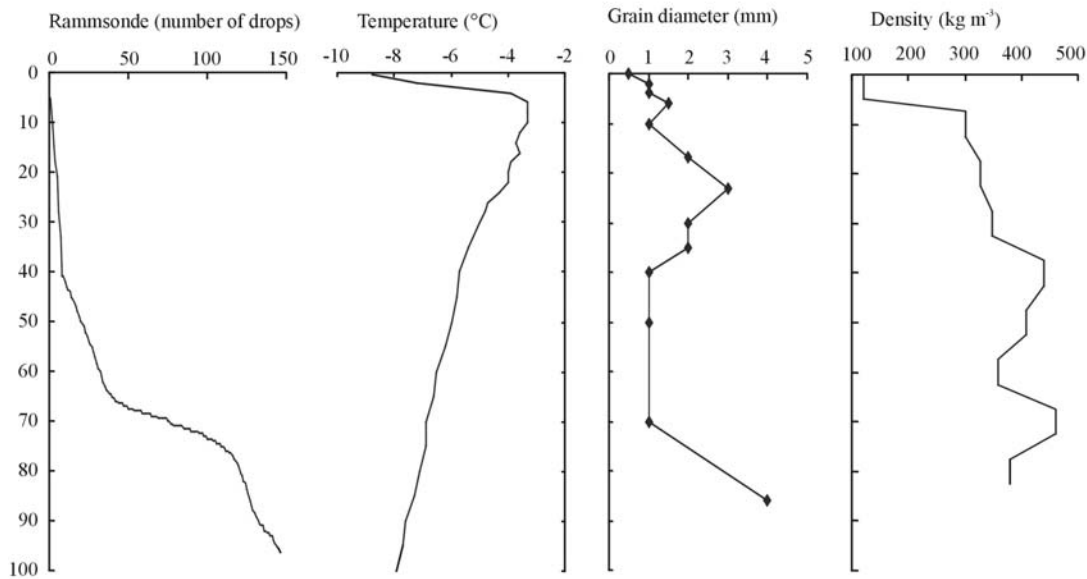 Rammsonde (number of drops)
Temperature (°C)
Grain diameter (mm)
Density (kg m⁻³)
0 50 100 150
-10 -8 -6 -4 -2
0 1 2 3 4 5
100 200 300 400 500
0
10
20
30
40
50
60
70
80
90
100